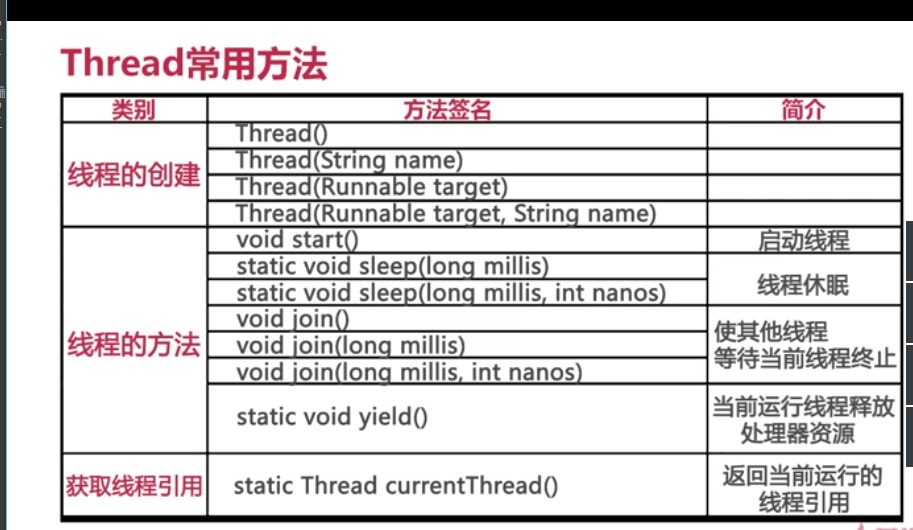 Thread常用方法
类别
方法签名
简介
线程的创建
Thread()
Thread(String name)
Thread(Runnable target)
Thread(Runnable target, String name)
线程的方法
void start()
启动线程
static void sleep(long millis)
static void sleep(long millis, int nanos)
线程休眠
void join()
void join(long millis)
void join(long millis, int nanos)
使其他线程
等待当前线程终止
static void yield()
当前运行线程释放
处理器资源
获取线程引用
static Thread currentThread()
返回当前运行的
线程引用